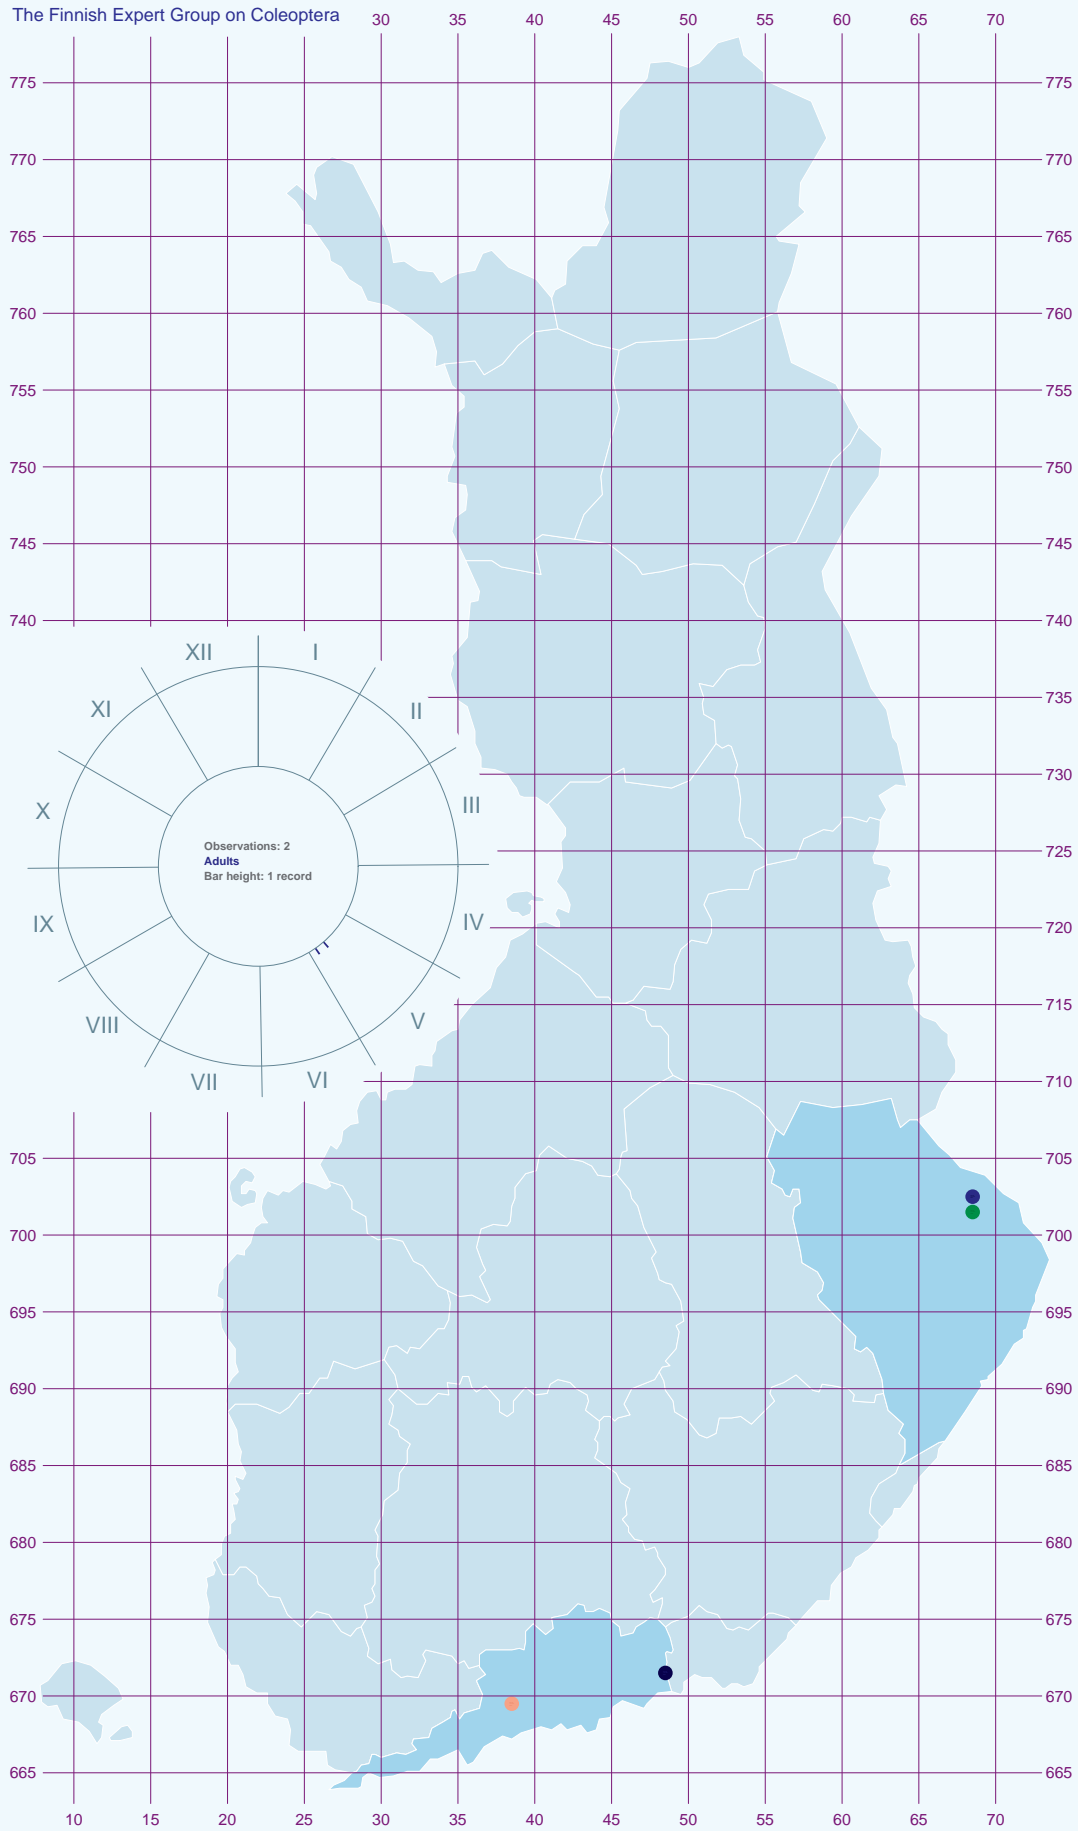 The Finnish Expert Group on Coleoptera
30 35 40 45 50 55 60 65 70
775 775
770 770
765 765
760 760
755 755
750 750
745 745
740 740
XII I
XI II
735
730
X III
725
Observations: 2
Adults
Bar height: 1 record
IX IV
720
715
VIII V
VII VI
710
705 705
700 700
695 695
690 690
685 685
680 680
675 675
670 670
665 665
10 15 20 25 30 35 40 45 50 55 60 65 70